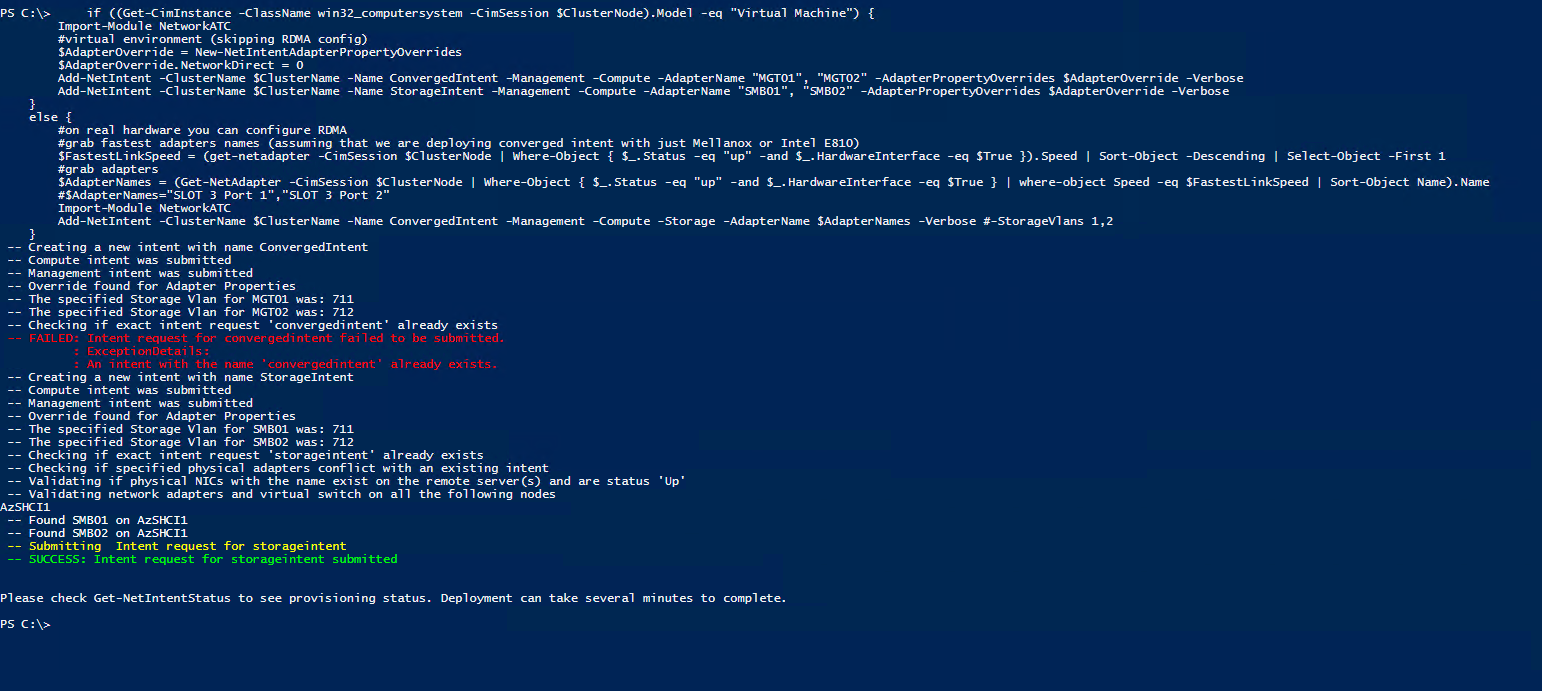 PS C:\>     if ((Get-CimInstance -ClassName win32_computersystem -CimSession $ClusterNode).Model -eq "Virtual Machine") {
        Import-Module NetworkATC
        #virtual environment (skipping RDMA config)
        $AdapterOverride = New-NetIntentAdapterPropertyOverrides
        $AdapterOverride.NetworkDirect = 0
        Add-NetIntent -ClusterName $ClusterName -Name ConvergedIntent -Management -Compute -AdapterName "MGT01", "MGT02" -AdapterPropertyOverrides $AdapterOverride -Verbose
        Add-NetIntent -ClusterName $ClusterName -Name StorageIntent -Management -Compute -AdapterName "SMB01", "SMB02" -AdapterPropertyOverrides $AdapterOverride -Verbose
    }
    else {
        #on real hardware you can configure RDMA
        #grab fastest adapters names (assuming that we are deploying converged intent with just Mellanox or Intel E810)
        $FastestLinkSpeed = (get-netadapter -CimSession $ClusterNode | Where-Object { $_.Status -eq "up" -and $_.HardwareInterface -eq $True }).Speed | Sort-Object -Descending | Select-Object -First 1
        #grab adapters
        $AdapterNames = (Get-NetAdapter -CimSession $ClusterNode | Where-Object { $_.Status -eq "up" -and $_.HardwareInterface -eq $True } | where-object Speed -eq $FastestLinkSpeed | Sort-Object Name).Name
        #$AdapterNames="SLOT 3 Port 1","SLOT 3 Port 2"
        Import-Module NetworkATC
        Add-NetIntent -ClusterName $ClusterName -Name ConvergedIntent -Management -Compute -Storage -AdapterName $AdapterNames -Verbose #-StorageVlans 1,2
    }
 -- Creating a new intent with name ConvergedIntent
 -- Compute intent was submitted
 -- Management intent was submitted
 -- Override found for Adapter Properties
 -- The specified Storage Vlan for MGT01 was: 711
 -- The specified Storage Vlan for MGT02 was: 712
 -- Checking if exact intent request 'convergedintent' already exists
 -- FAILED: Intent request for convergedintent failed to be submitted.
          : ExceptionDetails:
          : An intent with the name 'convergedintent' already exists.
 -- Creating a new intent with name StorageIntent
 -- Compute intent was submitted
 -- Management intent was submitted
 -- Override found for Adapter Properties
 -- The specified Storage Vlan for SMB01 was: 711
 -- The specified Storage Vlan for SMB02 was: 712
 -- Checking if exact intent request 'storageintent' already exists
 -- Checking if specified physical adapters conflict with an existing intent
 -- Validating if physical NICs with the name exist on the remote server(s) and are status 'Up'
 -- Validating network adapters and virtual switch on all the following nodes
AzSHCI1
 -- Found SMB01 on AzSHCI1
 -- Found SMB02 on AzSHCI1
 -- Submitting  Intent request for storageintent
 -- SUCCESS: Intent request for storageintent submitted
Please check Get-NetIntentStatus to see provisioning status. Deployment can take several minutes to complete.
PS C:\>